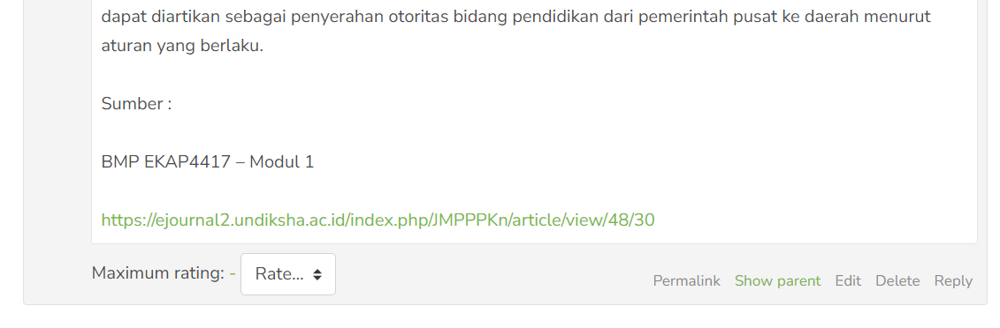 dapat diartikan sebagai penyerahan otoritas bidang pendidikan dari pemerintah pusat ke daerah menurut
aturan yang berlaku.
Sumber :
BMP EKAP4417 – Modul 1
https://ejournal2.undiksha.ac.id/index.php/JMPPPKn/article/view/48/30
Maximum rating: - Rate...
Permalink Show parent Edit Delete Reply